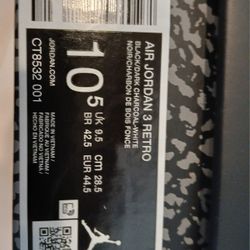 AIR JORDAN 3 RETRO
BLACK/DARK CHARCOAL-WHITE
NOIR/CHARBON DE BOIS FONCE
10.5
UK 9,5 cm 28.5
BR 42.5 EUR 44.5
MADE IN VIETNAM
FABRIQUE AU VIETNAM
HECHO EN VIETNAM
JORDAN.COM
CT8532 001